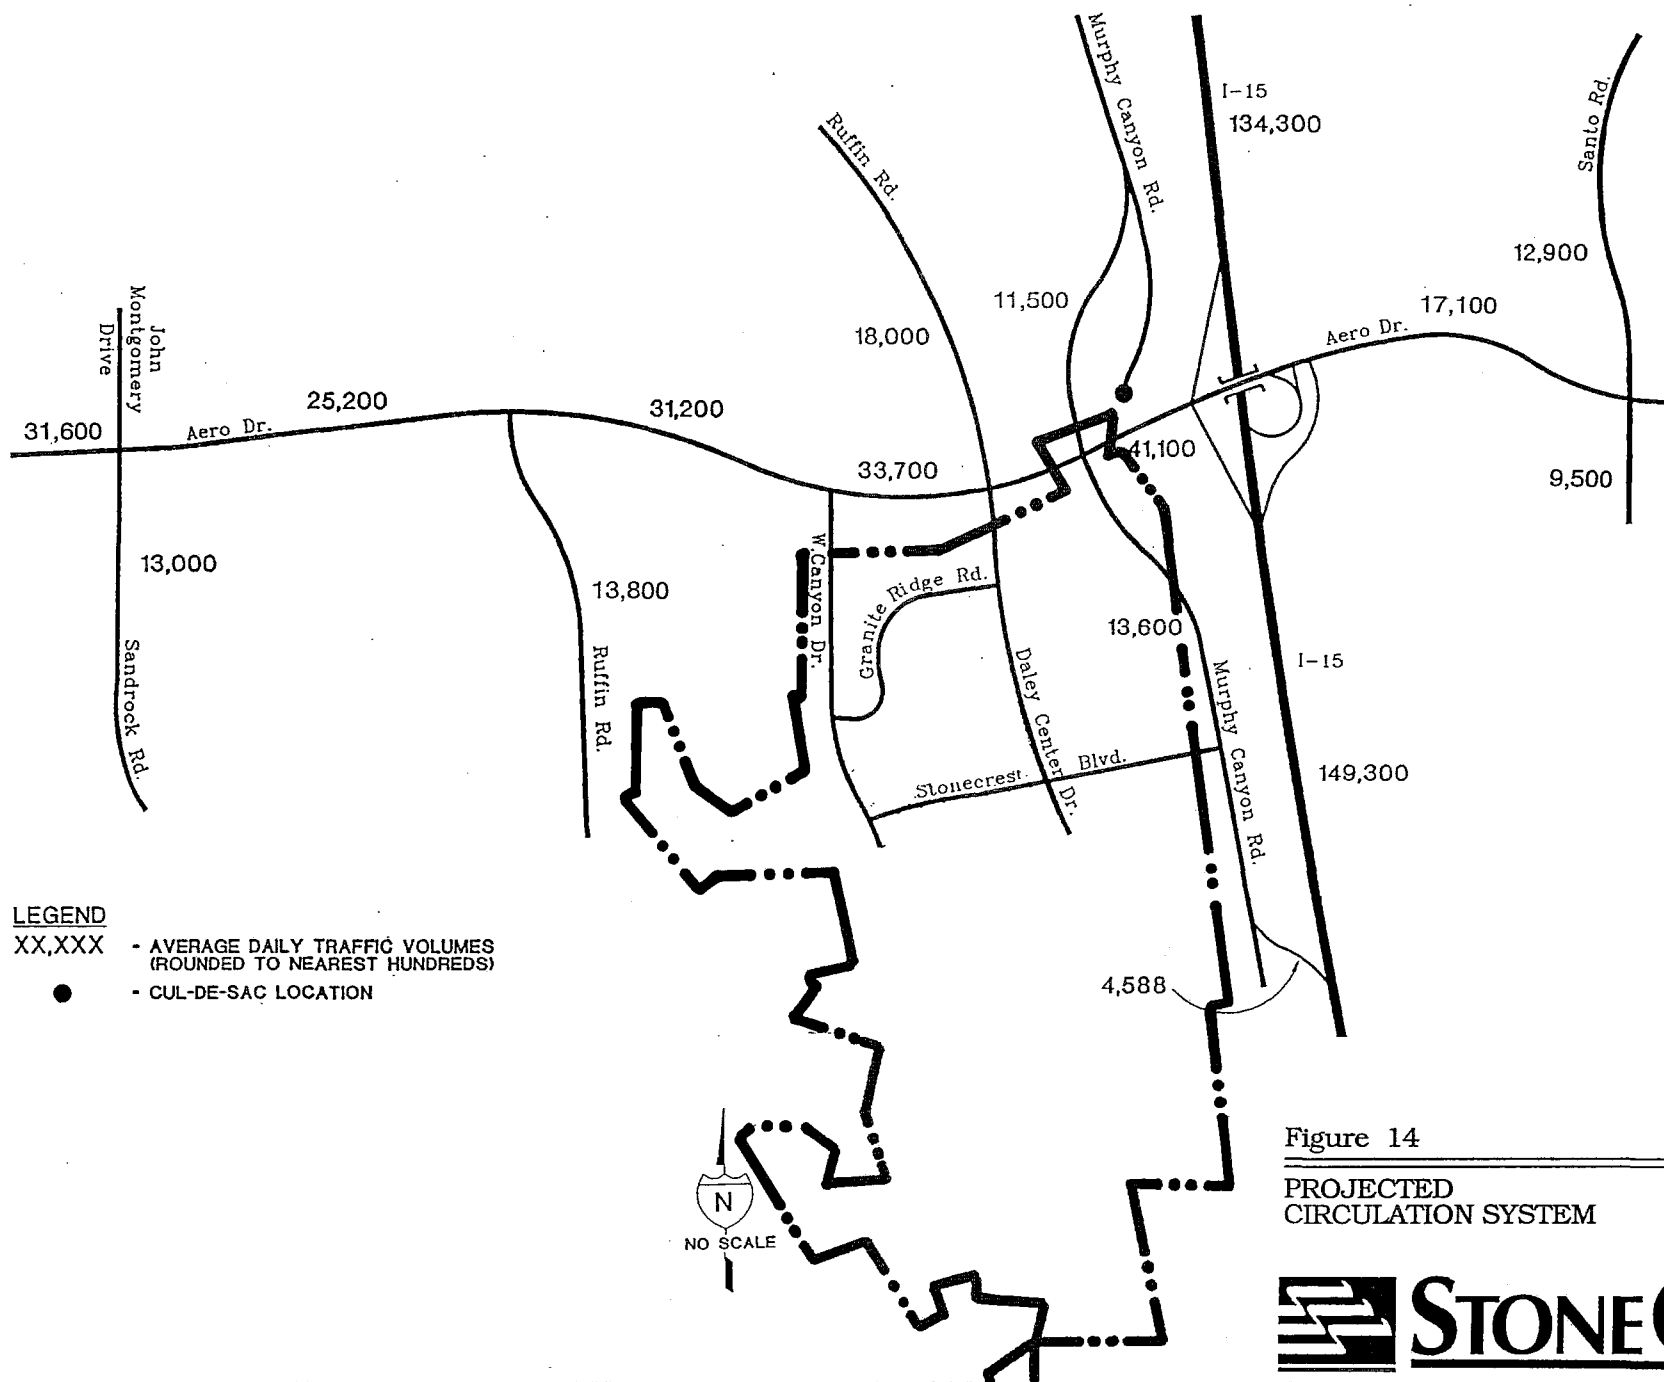 Murphy Canyon Rd.
I-15
134,300
Santo Rd.
Ruffin Rd.
12,900
11,500
17,100
18,000
Aero Dr.
John
Montgomery
Drive
25,200
31,200
31,600
Aero Dr.
41,100
33,700
9,500
13,000
W. Canyon Dr.
13,800
Granite Ridge Rd.
13,600
Sandrock Rd.
Ruffin Rd.
Daley Center Dr.
Murphy Canyon Rd.
I-15
Stonecrest Blvd.
149,300
LEGEND
XX,XXX - AVERAGE DAILY TRAFFIC VOLUMES
(ROUNDED TO NEAREST HUNDREDS)
- CUL-DE-SAC LOCATION
4,588
N
NO SCALE
Figure 14
PROJECTED
CIRCULATION SYSTEM
STONE